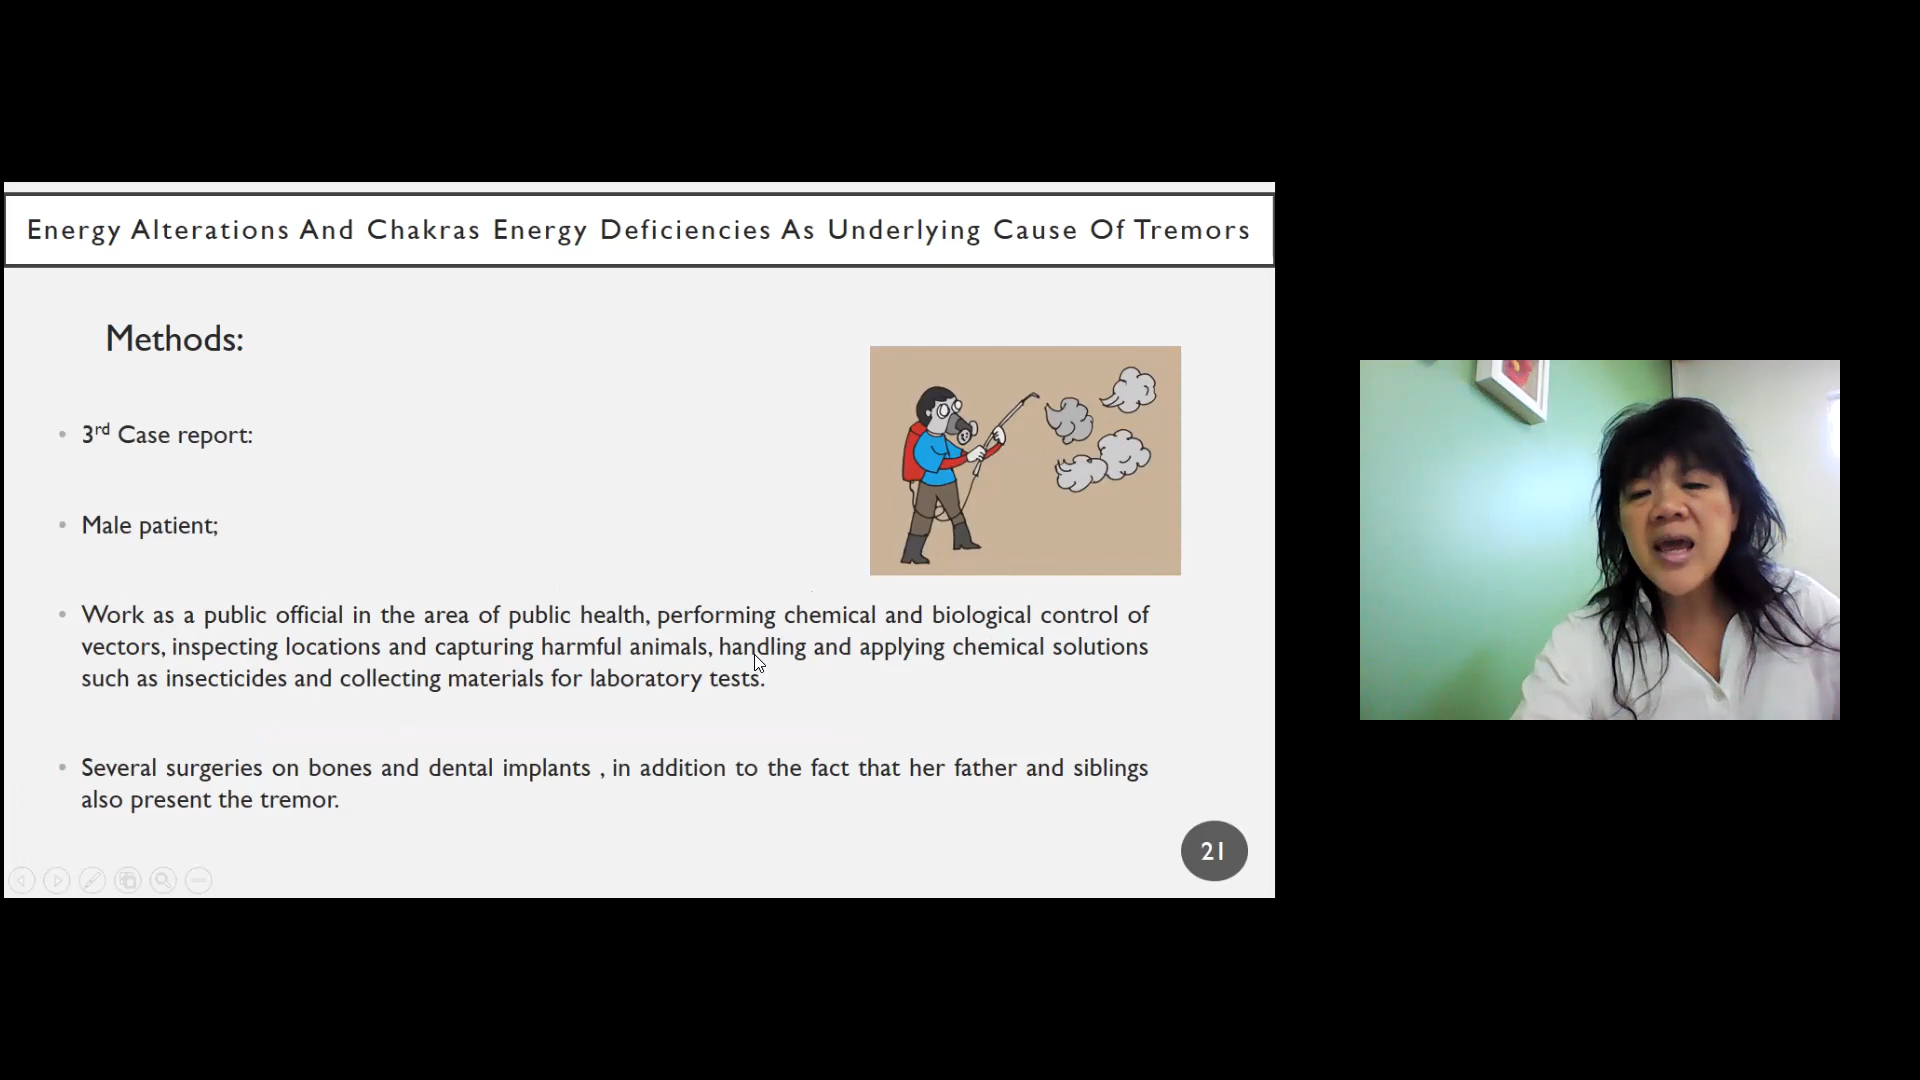 Energy Alterations And Chakras Energy Deficiencies As Underlying Cause Of Tremors
Methods:
• 3rd Case report:
• Male patient;
• Work as a public official in the area of public health, performing chemical and biological control of
vectors, inspecting locations and capturing harmful animals, handling and applying chemical solutions
such as insecticides and collecting materials for laboratory tests.
• Several surgeries on bones and dental implants , in addition to the fact that her father and siblings
also present the tremor.
21